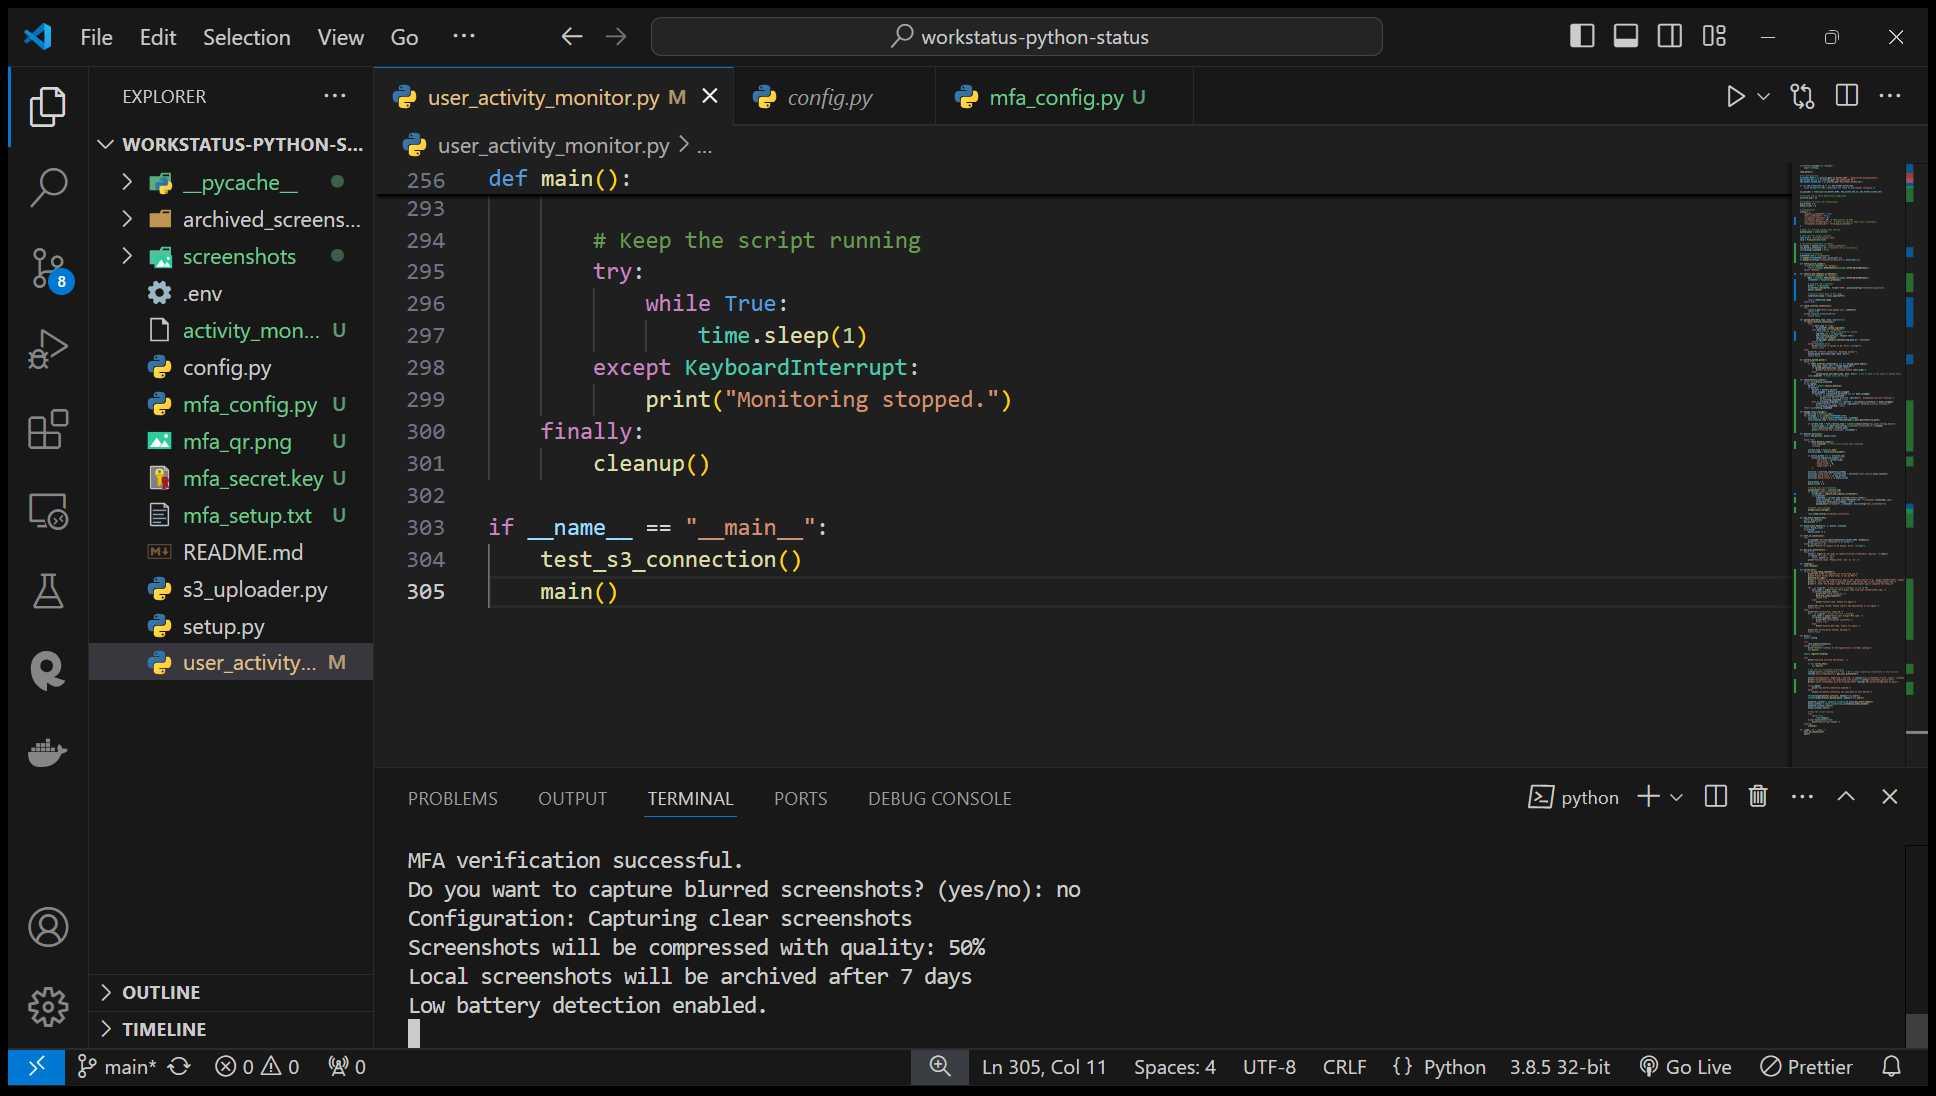 File Edit Selection View Go ...
workstatus-python-status
EXPLORER
WORKSTATUS-PYTHON-S...
__pycache__
archived_screens...
screenshots
.env
activity_mon... U
config.py
mfa_config.py U
mfa_qr.png U
mfa_secret.key U
mfa_setup.txt U
README.md
s3_uploader.py
setup.py
user_activity... M
OUTLINE
TIMELINE
8
user_activity_monitor.py M
config.py
mfa_config.py U
user_activity_monitor.py > ...
256 def main():
293
294 # Keep the script running
295 try:
296 while True:
297 time.sleep(1)
298 except KeyboardInterrupt:
299 print("Monitoring stopped.")
300 finally:
301 cleanup()
302
303 if __name__ == "__main__":
304 test_s3_connection()
305 main()
PROBLEMS OUTPUT TERMINAL PORTS DEBUG CONSOLE
python
MFA verification successful.
Do you want to capture blurred screenshots? (yes/no): no
Configuration: Capturing clear screenshots
Screenshots will be compressed with quality: 50%
Local screenshots will be archived after 7 days
Low battery detection enabled.
main* 0 0 0 Ln 305, Col 11 Spaces: 4 UTF-8 CRLF {} Python 3.8.5 32-bit Go Live Prettier